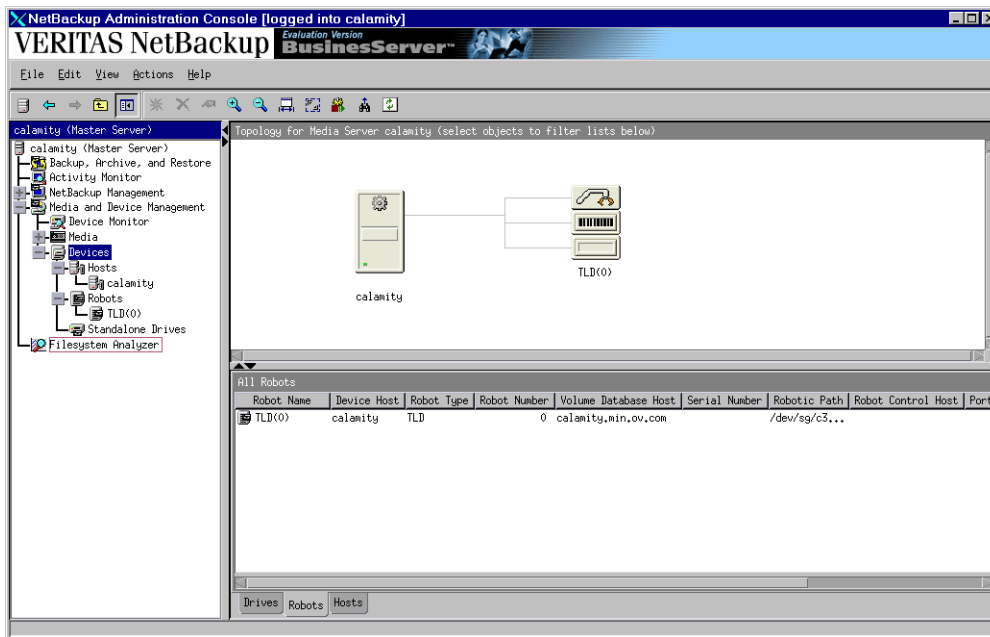 NetBackup Administration Console [logged into calamity]
VERITAS NetBackup Evaluation Version BusinesServer™
File Edit View Actions Help
calamity (Master Server)
calamity (Master Server)
Backup, Archive, and Restore
Activity Monitor
NetBackup Management
Media and Device Management
Device Monitor
Media
Devices
Hosts
calamity
Robots
TLD(0)
Standalone Drives
Filesystem Analyzer
Topology for Media Server calamity (select objects to filter lists below)
calamity
TLD(0)
All Robots
Robot Name Device Host Robot Type Robot Number Volume Database Host Serial Number Robotic Path Robot Control Host Port
TLD(0) calamity TLD 0 calamity.min.ov.com /dev/sg/c3...
Drives Robots Hosts